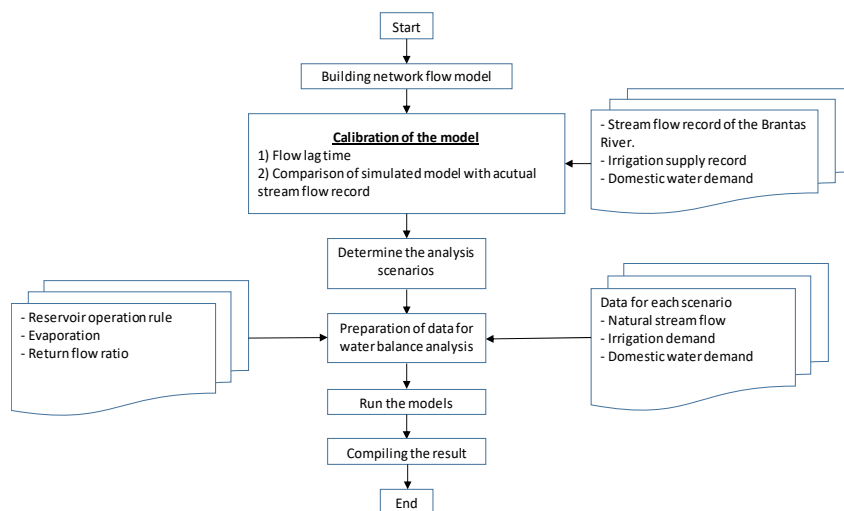 Start
Building network flow model
Calibration of the model
1) Flow lag time
2) Comparison of simulated model with acutual
stream flow record
- Stream flow record of the Brantas
River.
- Irrigation supply record
- Domestic water demand
Determine the analysis
scenarios
- Reservoir operation rule
- Evaporation
- Return flow ratio
Preparation of data for
water balance analysis
Data for each scenario
- Natural stream flow
- Irrigation demand
- Domestic water demand
Run the models
Compiling the result
End